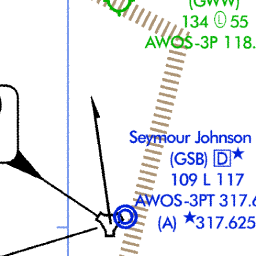 (GWW)
134 Ⓛ 55
AWOS-3P 118.
Seymour Johnson
(GSB) D★
109 L 117
AWOS-3PT 317.6
(A) ★317.625